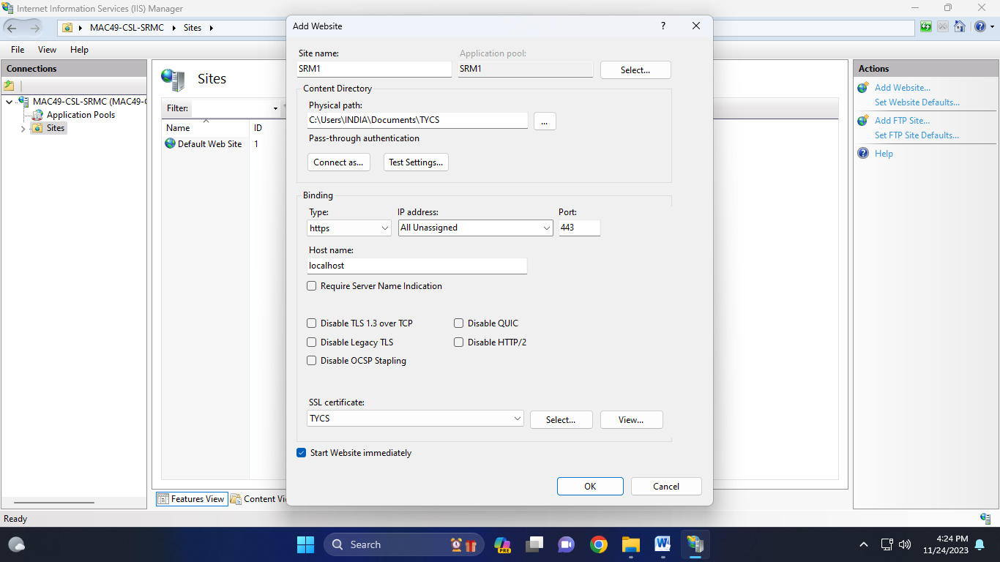 Internet Information Services (IIS) Manager
MAC49-CSL-SRMC Sites
File View Help
Connections
MAC49-CSL-SRMC (MAC49-C
Application Pools
Sites
Sites
Filter:
Name ID
Default Web Site 1
Features View Content Vi
Add Website ?
Site name: Application pool:
SRM1 SRM1 Select...
Content Directory
Physical path:
C:\Users\INDIA\Documents\TYCS ...
Pass-through authentication
Connect as... Test Settings...
Binding
Type: IP address: Port:
https All Unassigned 443
Host name:
localhost
Require Server Name Indication
Disable TLS 1.3 over TCP Disable QUIC
Disable Legacy TLS Disable HTTP/2
Disable OCSP Stapling
SSL certificate:
TYCS Select... View...
Start Website immediately
OK Cancel
Actions
Add Website...
Set Website Defaults...
Add FTP Site...
Set FTP Site Defaults...
Help
Ready
Search PRE W 4:24 PM
11/24/2023